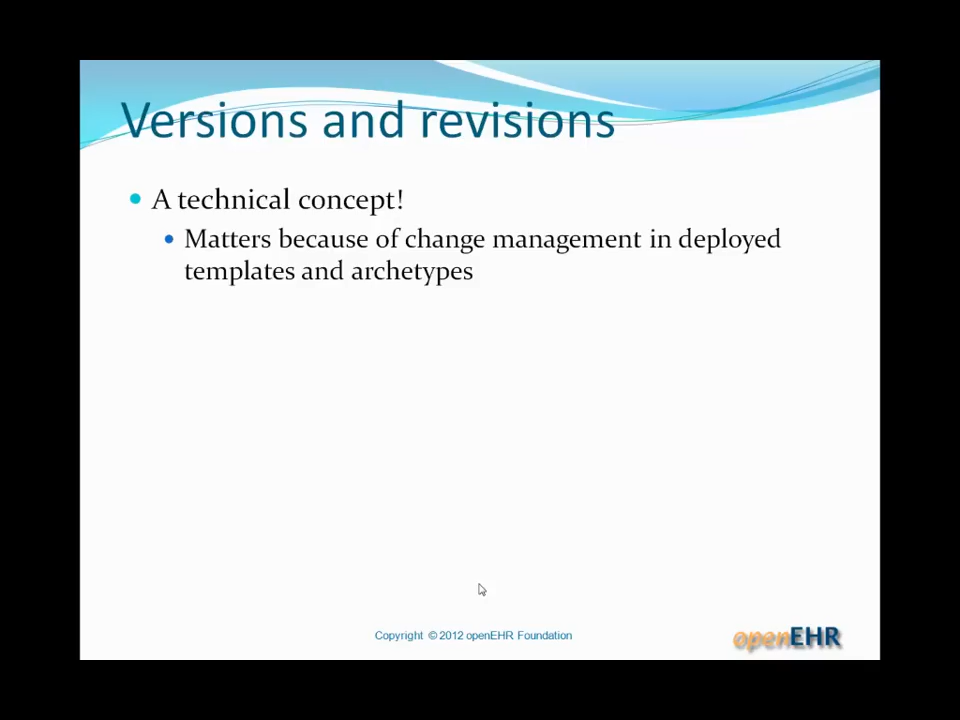 Versions and revisions
A technical concept!
Matters because of change management in deployed
templates and archetypes
Copyright © 2012 openEHR Foundation
openEHR